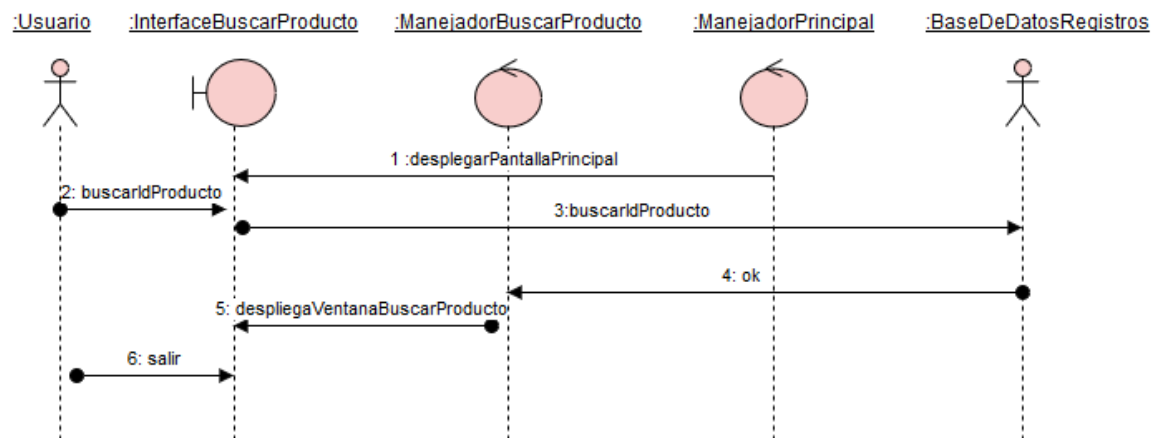 :Usuario
:InterfaceBuscarProducto
:ManejadorBuscarProducto
:ManejadorPrincipal
:BaseDeDatosRegistros
1 :desplegarPantallaPrincipal
2: buscarIdProducto
3:buscarIdProducto
4: ok
5: despliegaVentanaBuscarProducto
6: salir